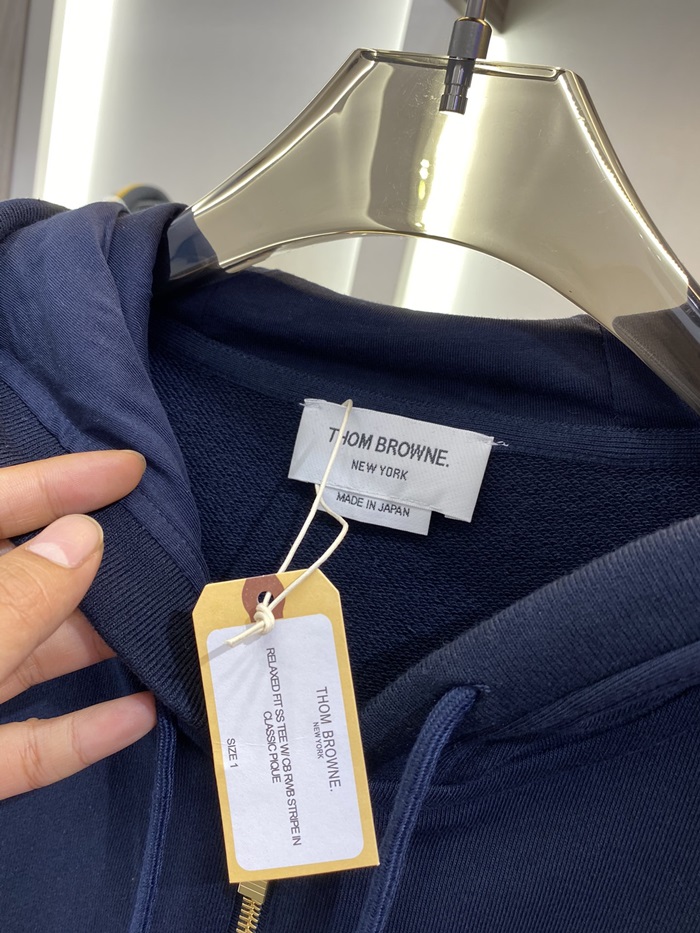 THOM BROWNE.
NEW YORK
MADE IN JAPAN
THOM BROWNE.
NEW YORK
RELAXED FIT SS TEE W/ CB RWB STRIPE IN
CLASSIC PIQUE
SIZE 1